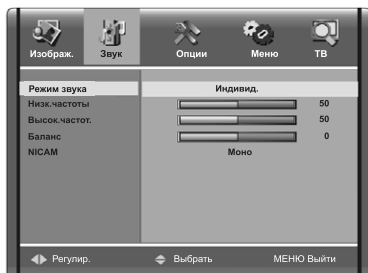 Изображ. Звук Опции Меню ТВ
Режим звука Индивид.
Низк.частоты 50
Высок.частот. 50
Баланс 0
NICAM Моно
Регулир. Выбрать МЕНЮ Выйти